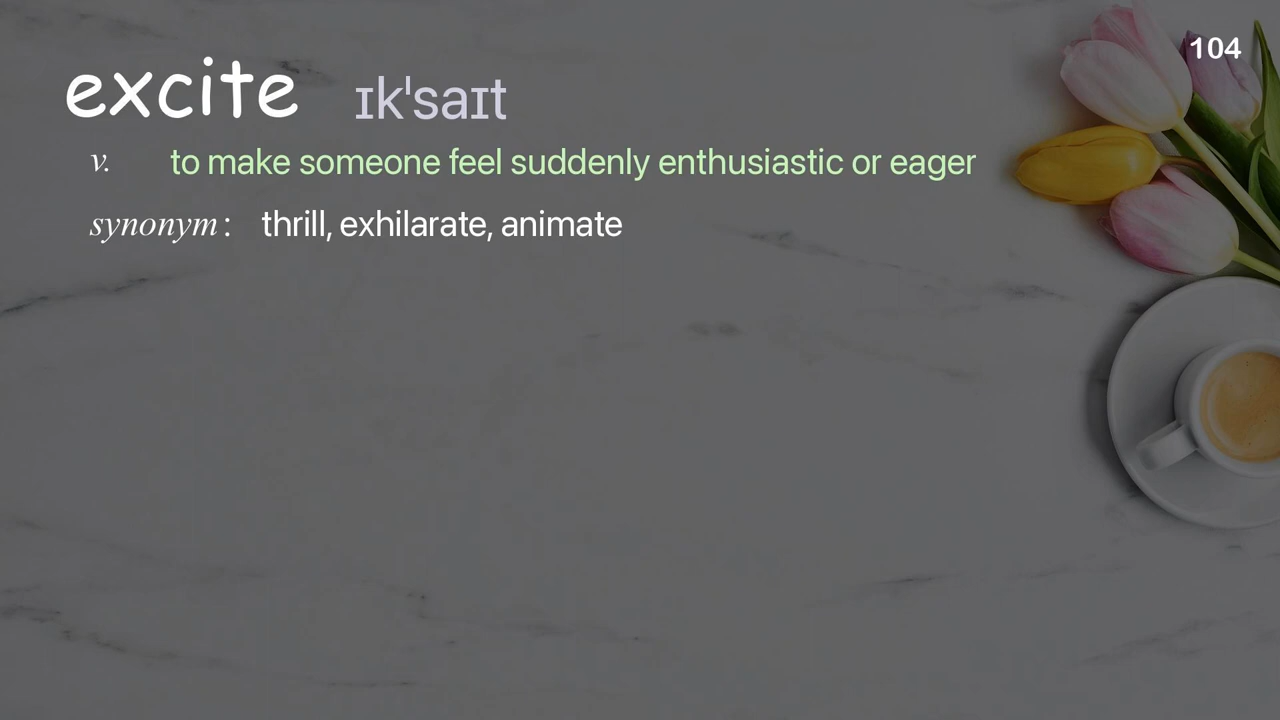 104
excite ɪkˈsaɪt
v. to make someone feel suddenly enthusiastic or eager
synonym : thrill, exhilarate, animate